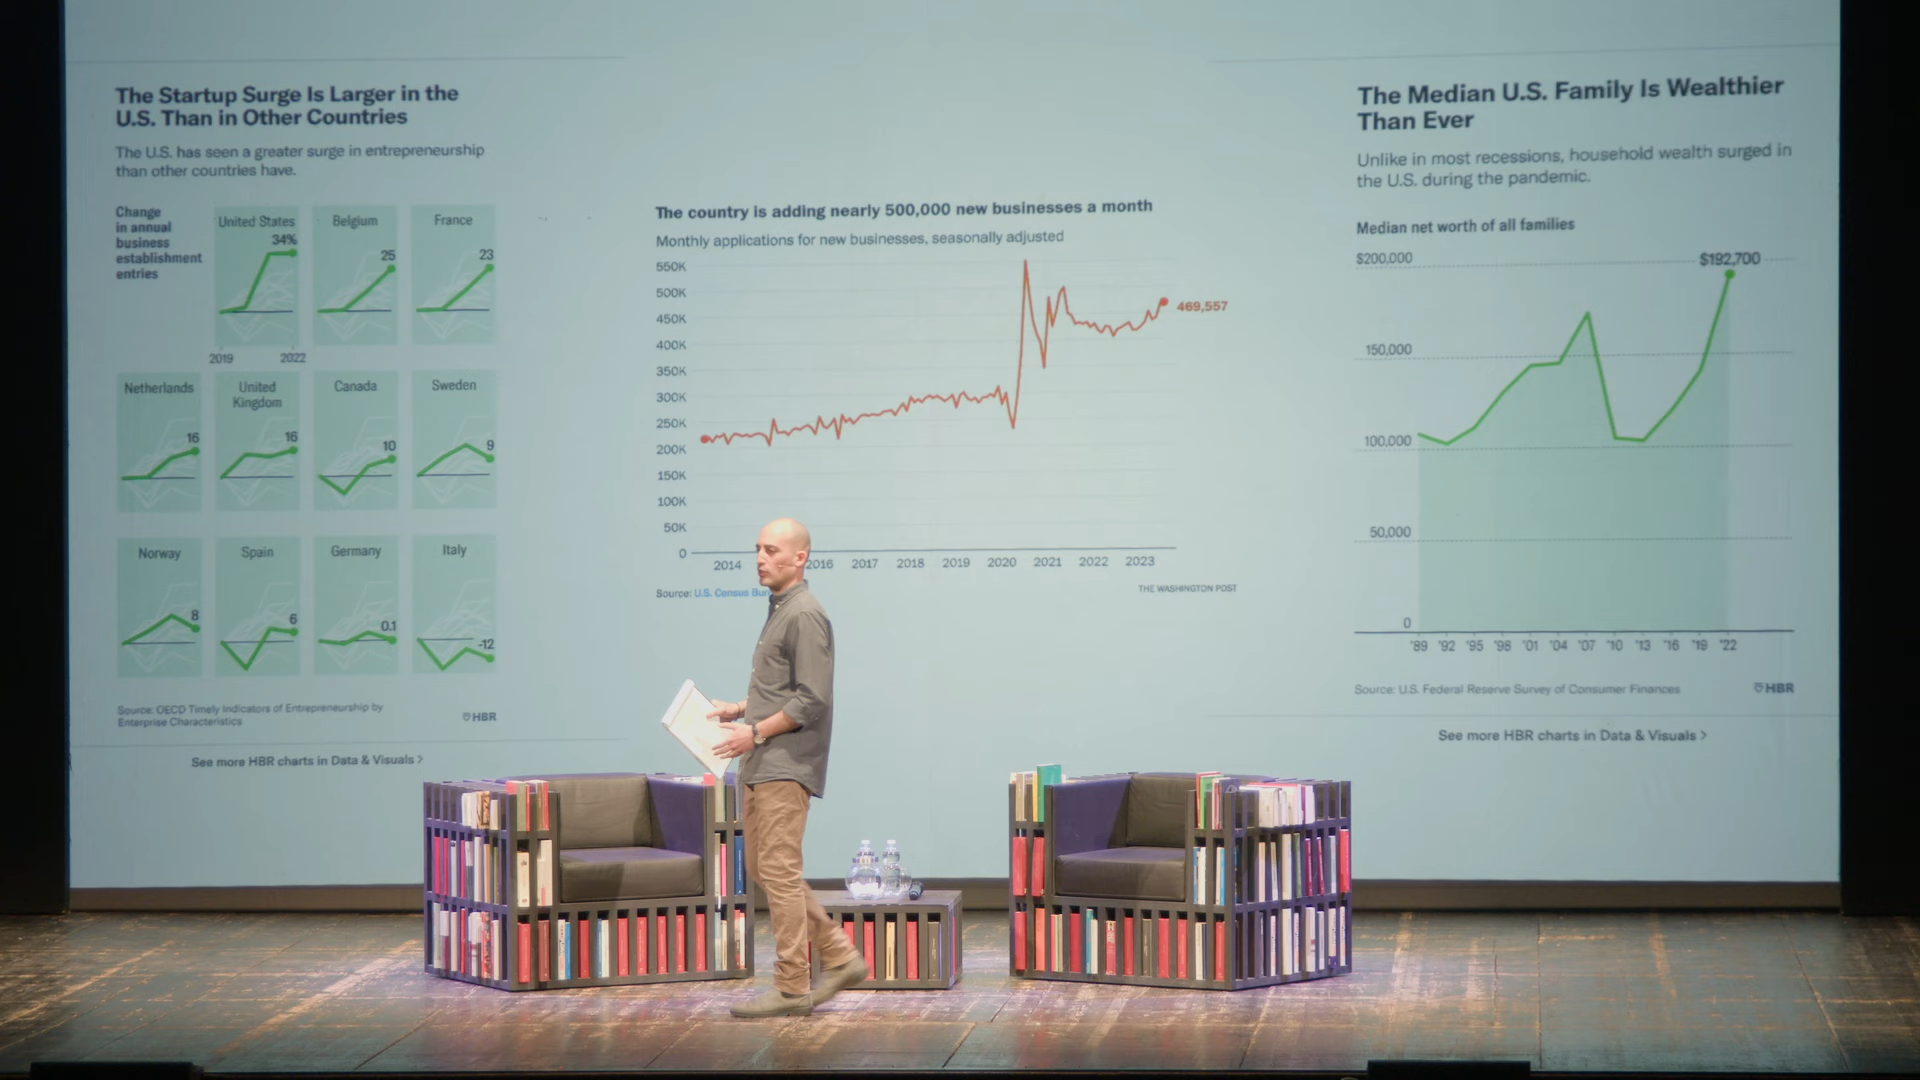 The Startup Surge Is Larger in the
U.S. Than in Other Countries
The U.S. has seen a greater surge in entrepreneurship
than other countries have.
Change
in annual
business
establishment
entries
United States
34%
2019
2022
Belgium
25
France
23
Netherlands
16
United
Kingdom
16
Canada
10
Sweden
9
Norway
8
Spain
6
Germany
0.1
Italy
-12
Source: OECD Timely Indicators of Entrepreneurship by
Enterprise Characteristics
HBR
See more HBR charts in Data & Visuals >
The country is adding nearly 500,000 new businesses a month
Monthly applications for new businesses, seasonally adjusted
550K
500K
450K
400K
350K
300K
250K
200K
150K
100K
50K
0
469,557
2014
2016
2017
2018
2019
2020
2021
2022
2023
Source: U.S. Census
THE WASHINGTON POST
The Median U.S. Family Is Wealthier
Than Ever
Unlike in most recessions, household wealth surged in
the U.S. during the pandemic.
Median net worth of all families
$200,000
$192,700
150,000
100,000
50,000
0
'89 '92 '95 '98 '01 '04 '07 '10 '13 '16 '19 '22
Source: U.S. Federal Reserve Survey of Consumer Finances
HBR
See more HBR charts in Data & Visuals >